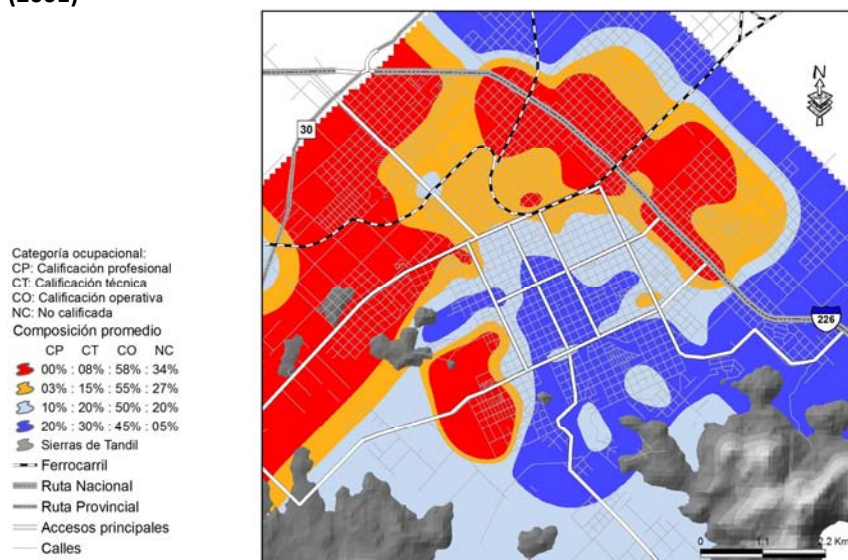 (2001)
N
30
226
Categoría ocupacional:
CP: Calificación profesional
CT: Calificación técnica
CO: Calificación operativa
NC: No calificada
Composición promedio
CP CT CO NC
00% : 08% : 58% : 34%
03% : 15% : 55% : 27%
10% : 20% : 50% : 20%
20% : 30% : 45% : 05%
Sierras de Tandil
Ferrocarril
Ruta Nacional
Ruta Provincial
Accesos principales
Calles
0 1.1 2.2 Km